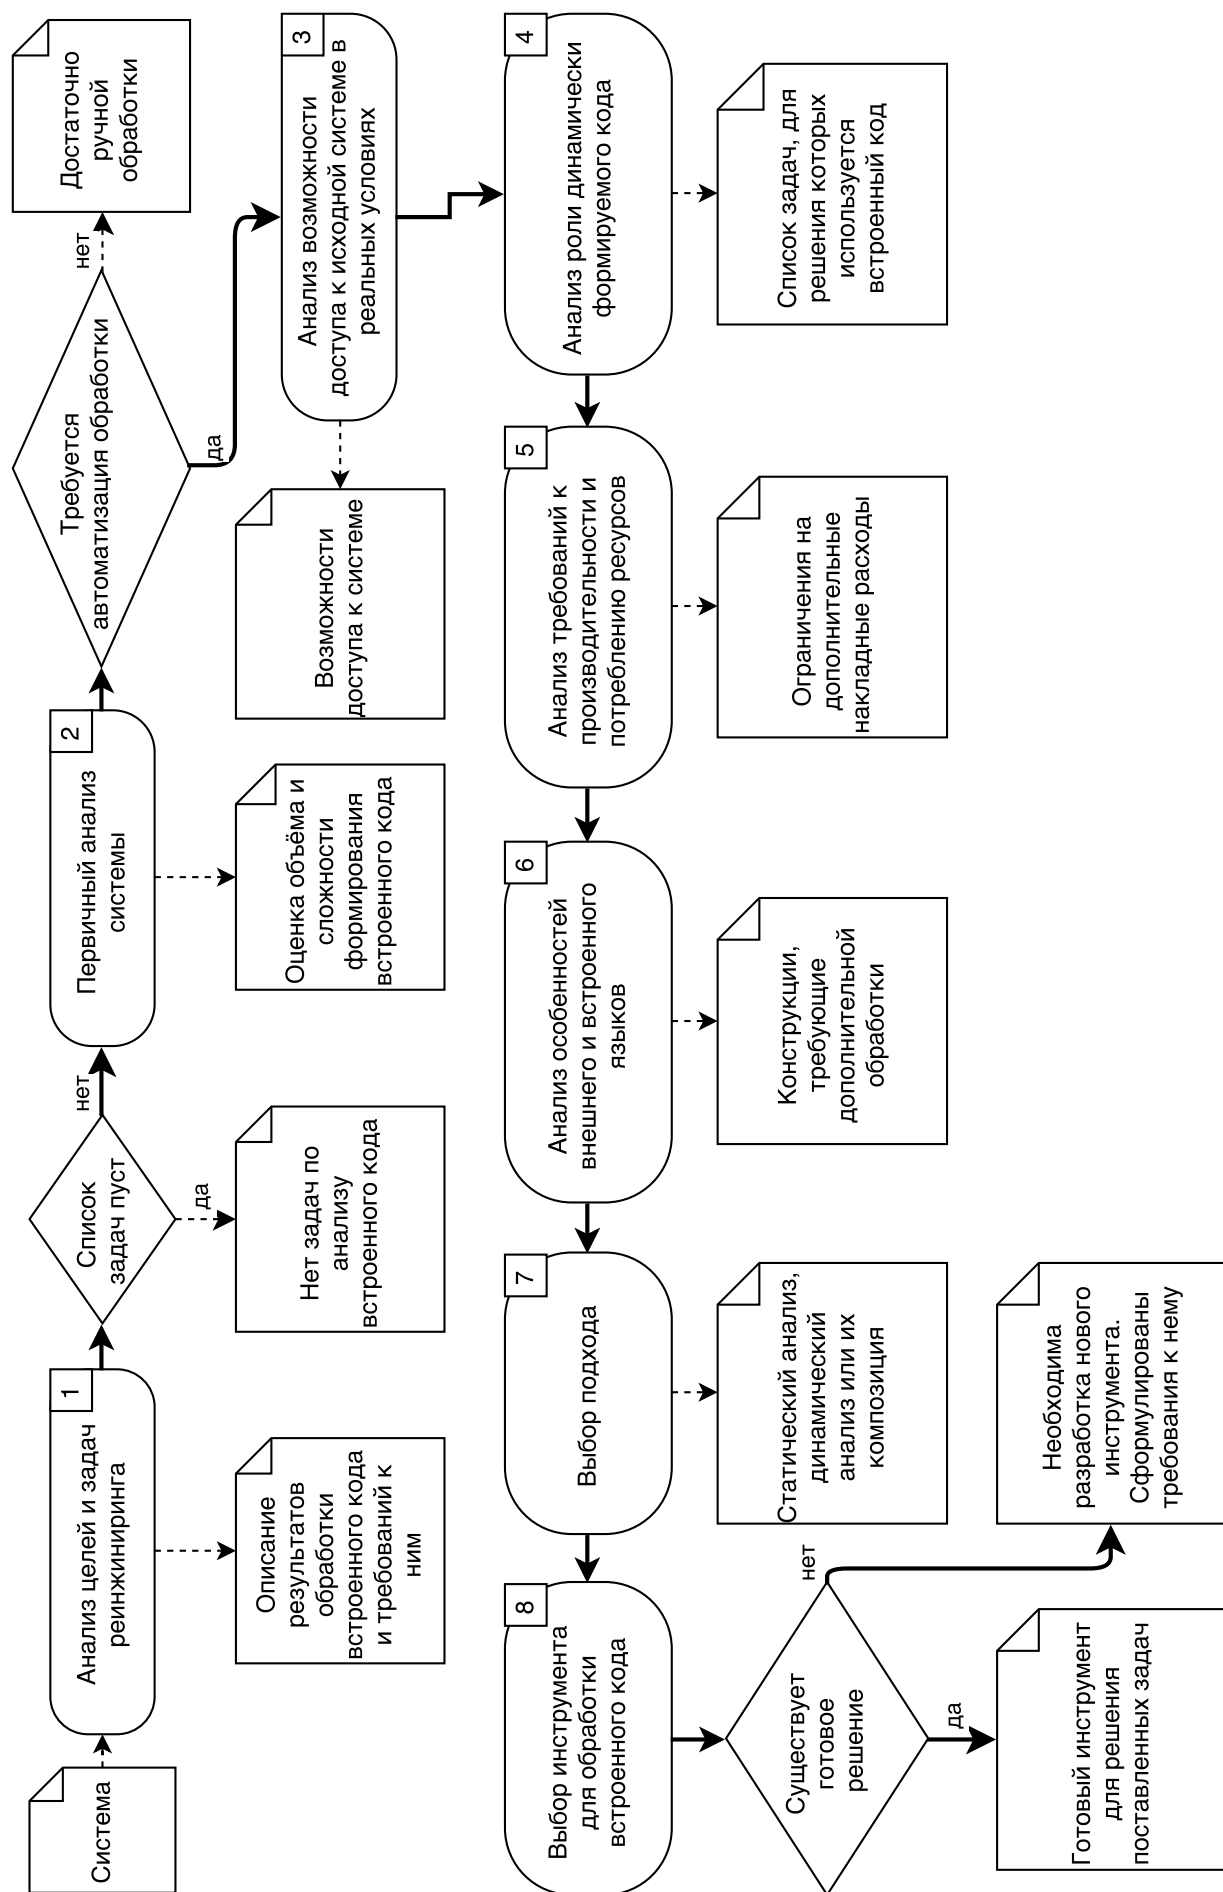 Система
1
Анализ целей и задач
реинжиниринга
Описание
результатов
обработки
встроенного кода
и требований к
ним
Список
задач пуст
да
нет
Нет задач по
анализу
встроенного кода
2
Первичный анализ
системы
Оценка объёма и
сложности
формирования
встроенного кода
Требуется
автоматизация обработки
нет
да
Достаточно
ручной
обработки
3
Анализ возможности
доступа к исходной системе в
реальных условиях
Возможности
доступа к системе
4
Анализ роли динамически
формируемого кода
Список задач, для
решения которых
используется
встроенный код
5
Анализ требований к
производительности и
потреблению ресурсов
Ограничения на
дополнительные
накладные расходы
6
Анализ особенностей
внешнего и встроенного
языков
Конструкции,
требующие
дополнительной
обработки
7
Выбор подхода
Статический анализ,
динамический
анализ или их
композиция
8
Выбор инструмента
для обработки
встроенного кода
Существует
готовое
решение
да
нет
Готовый инструмент
для решения
поставленных задач
Необходима
разработка нового
инструмента.
Сформулированы
требования к нему